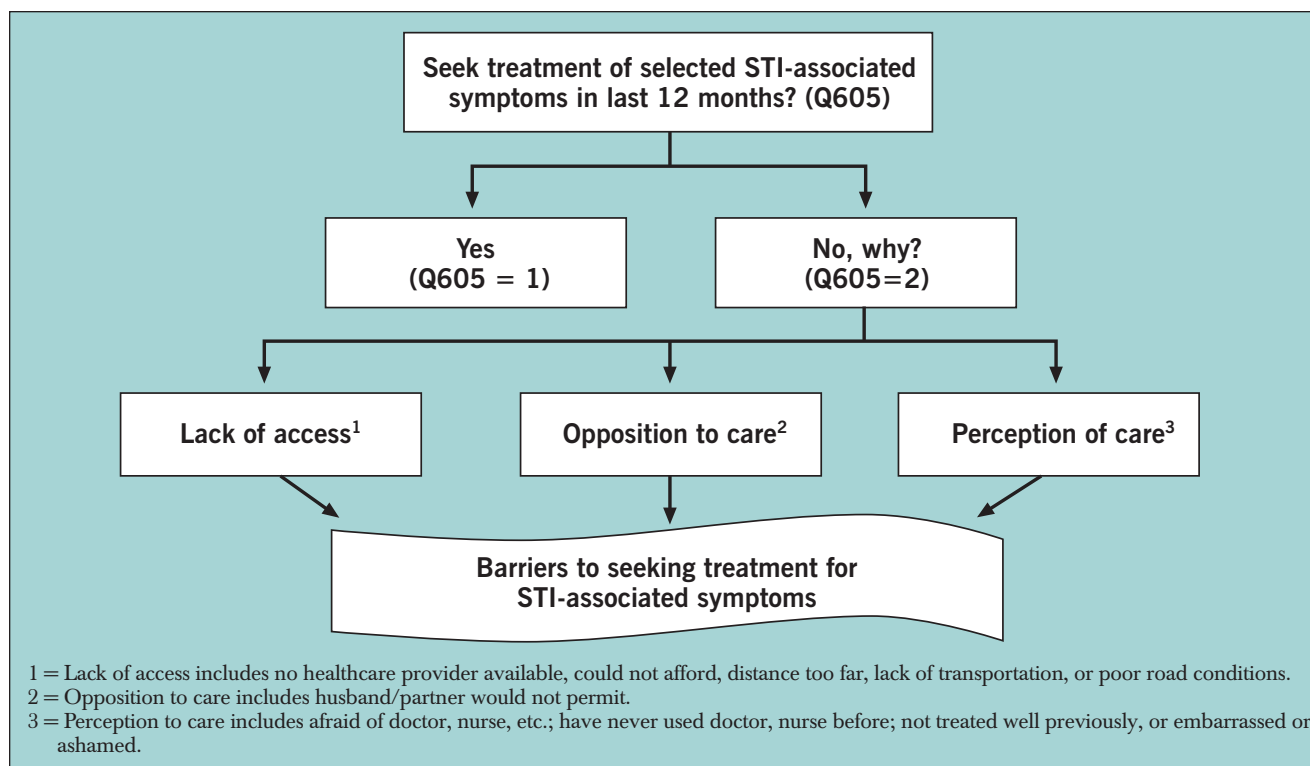 Seek treatment of selected STI-associated
symptoms in last 12 months? (Q605)
Yes
(Q605 = 1)
No, why?
(Q605=2)
Lack of access1
Opposition to care2
Perception of care3
Barriers to seeking treatment for
STI-associated symptoms
1 = Lack of access includes no healthcare provider available, could not afford, distance too far, lack of transportation, or poor road conditions.
2 = Opposition to care includes husband/partner would not permit.
3 = Perception to care includes afraid of doctor, nurse, etc.; have never used doctor, nurse before; not treated well previously, or embarrassed or
ashamed.